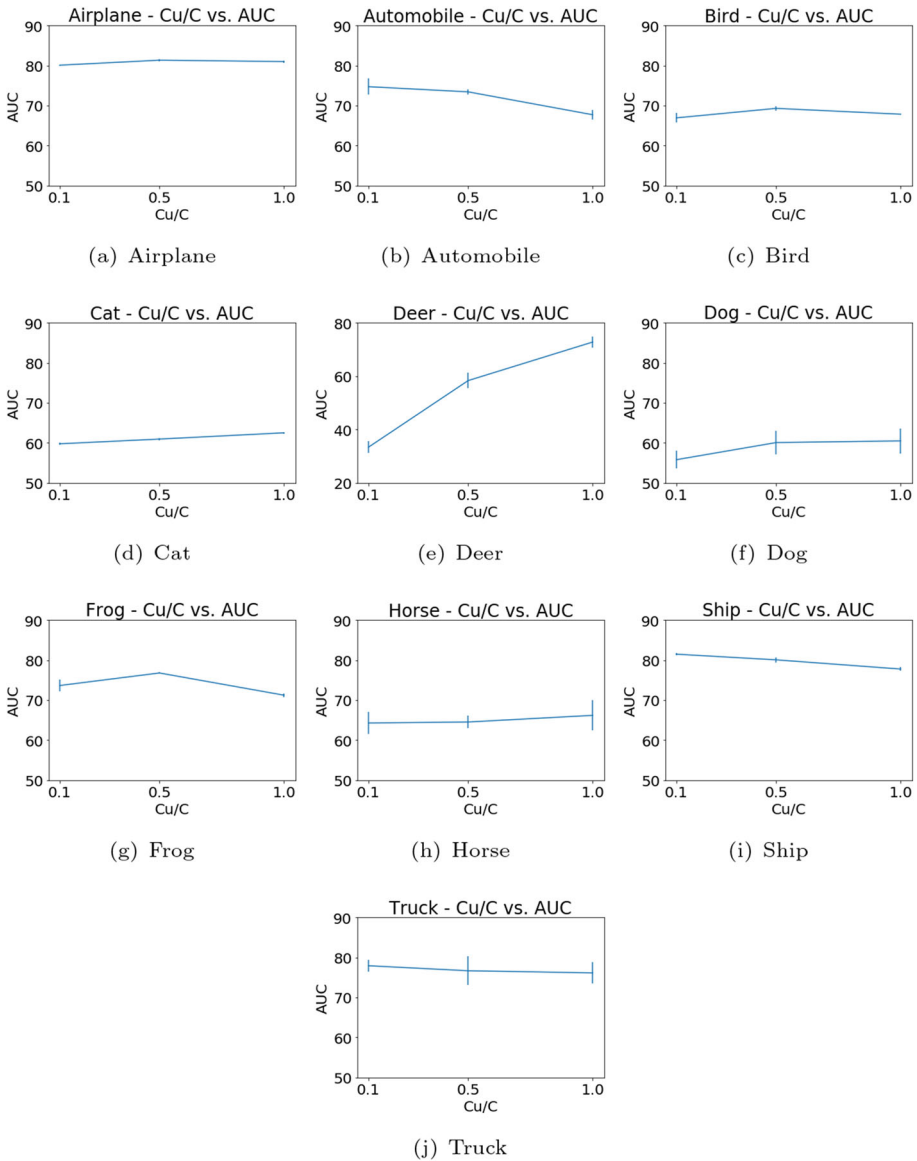 Airplane - Cu/C vs. AUC
90
80
70
60
50
AUC
0.1 0.5 1.0
Cu/C
(a) Airplane
Automobile - Cu/C vs. AUC
90
80
70
60
50
AUC
0.1 0.5 1.0
Cu/C
(b) Automobile
Bird - Cu/C vs. AUC
90
80
70
60
50
AUC
0.1 0.5 1.0
Cu/C
(c) Bird
Cat - Cu/C vs. AUC
90
80
70
60
50
AUC
0.1 0.5 1.0
Cu/C
(d) Cat
Deer - Cu/C vs. AUC
80
60
40
20
AUC
0.1 0.5 1.0
Cu/C
(e) Deer
Dog - Cu/C vs. AUC
90
80
70
60
50
AUC
0.1 0.5 1.0
Cu/C
(f) Dog
Frog - Cu/C vs. AUC
90
80
70
60
50
AUC
0.1 0.5 1.0
Cu/C
(g) Frog
Horse - Cu/C vs. AUC
90
80
70
60
50
AUC
0.1 0.5 1.0
Cu/C
(h) Horse
Ship - Cu/C vs. AUC
90
80
70
60
50
AUC
0.1 0.5 1.0
Cu/C
(i) Ship
Truck - Cu/C vs. AUC
90
80
70
60
50
AUC
0.1 0.5 1.0
Cu/C
(j) Truck